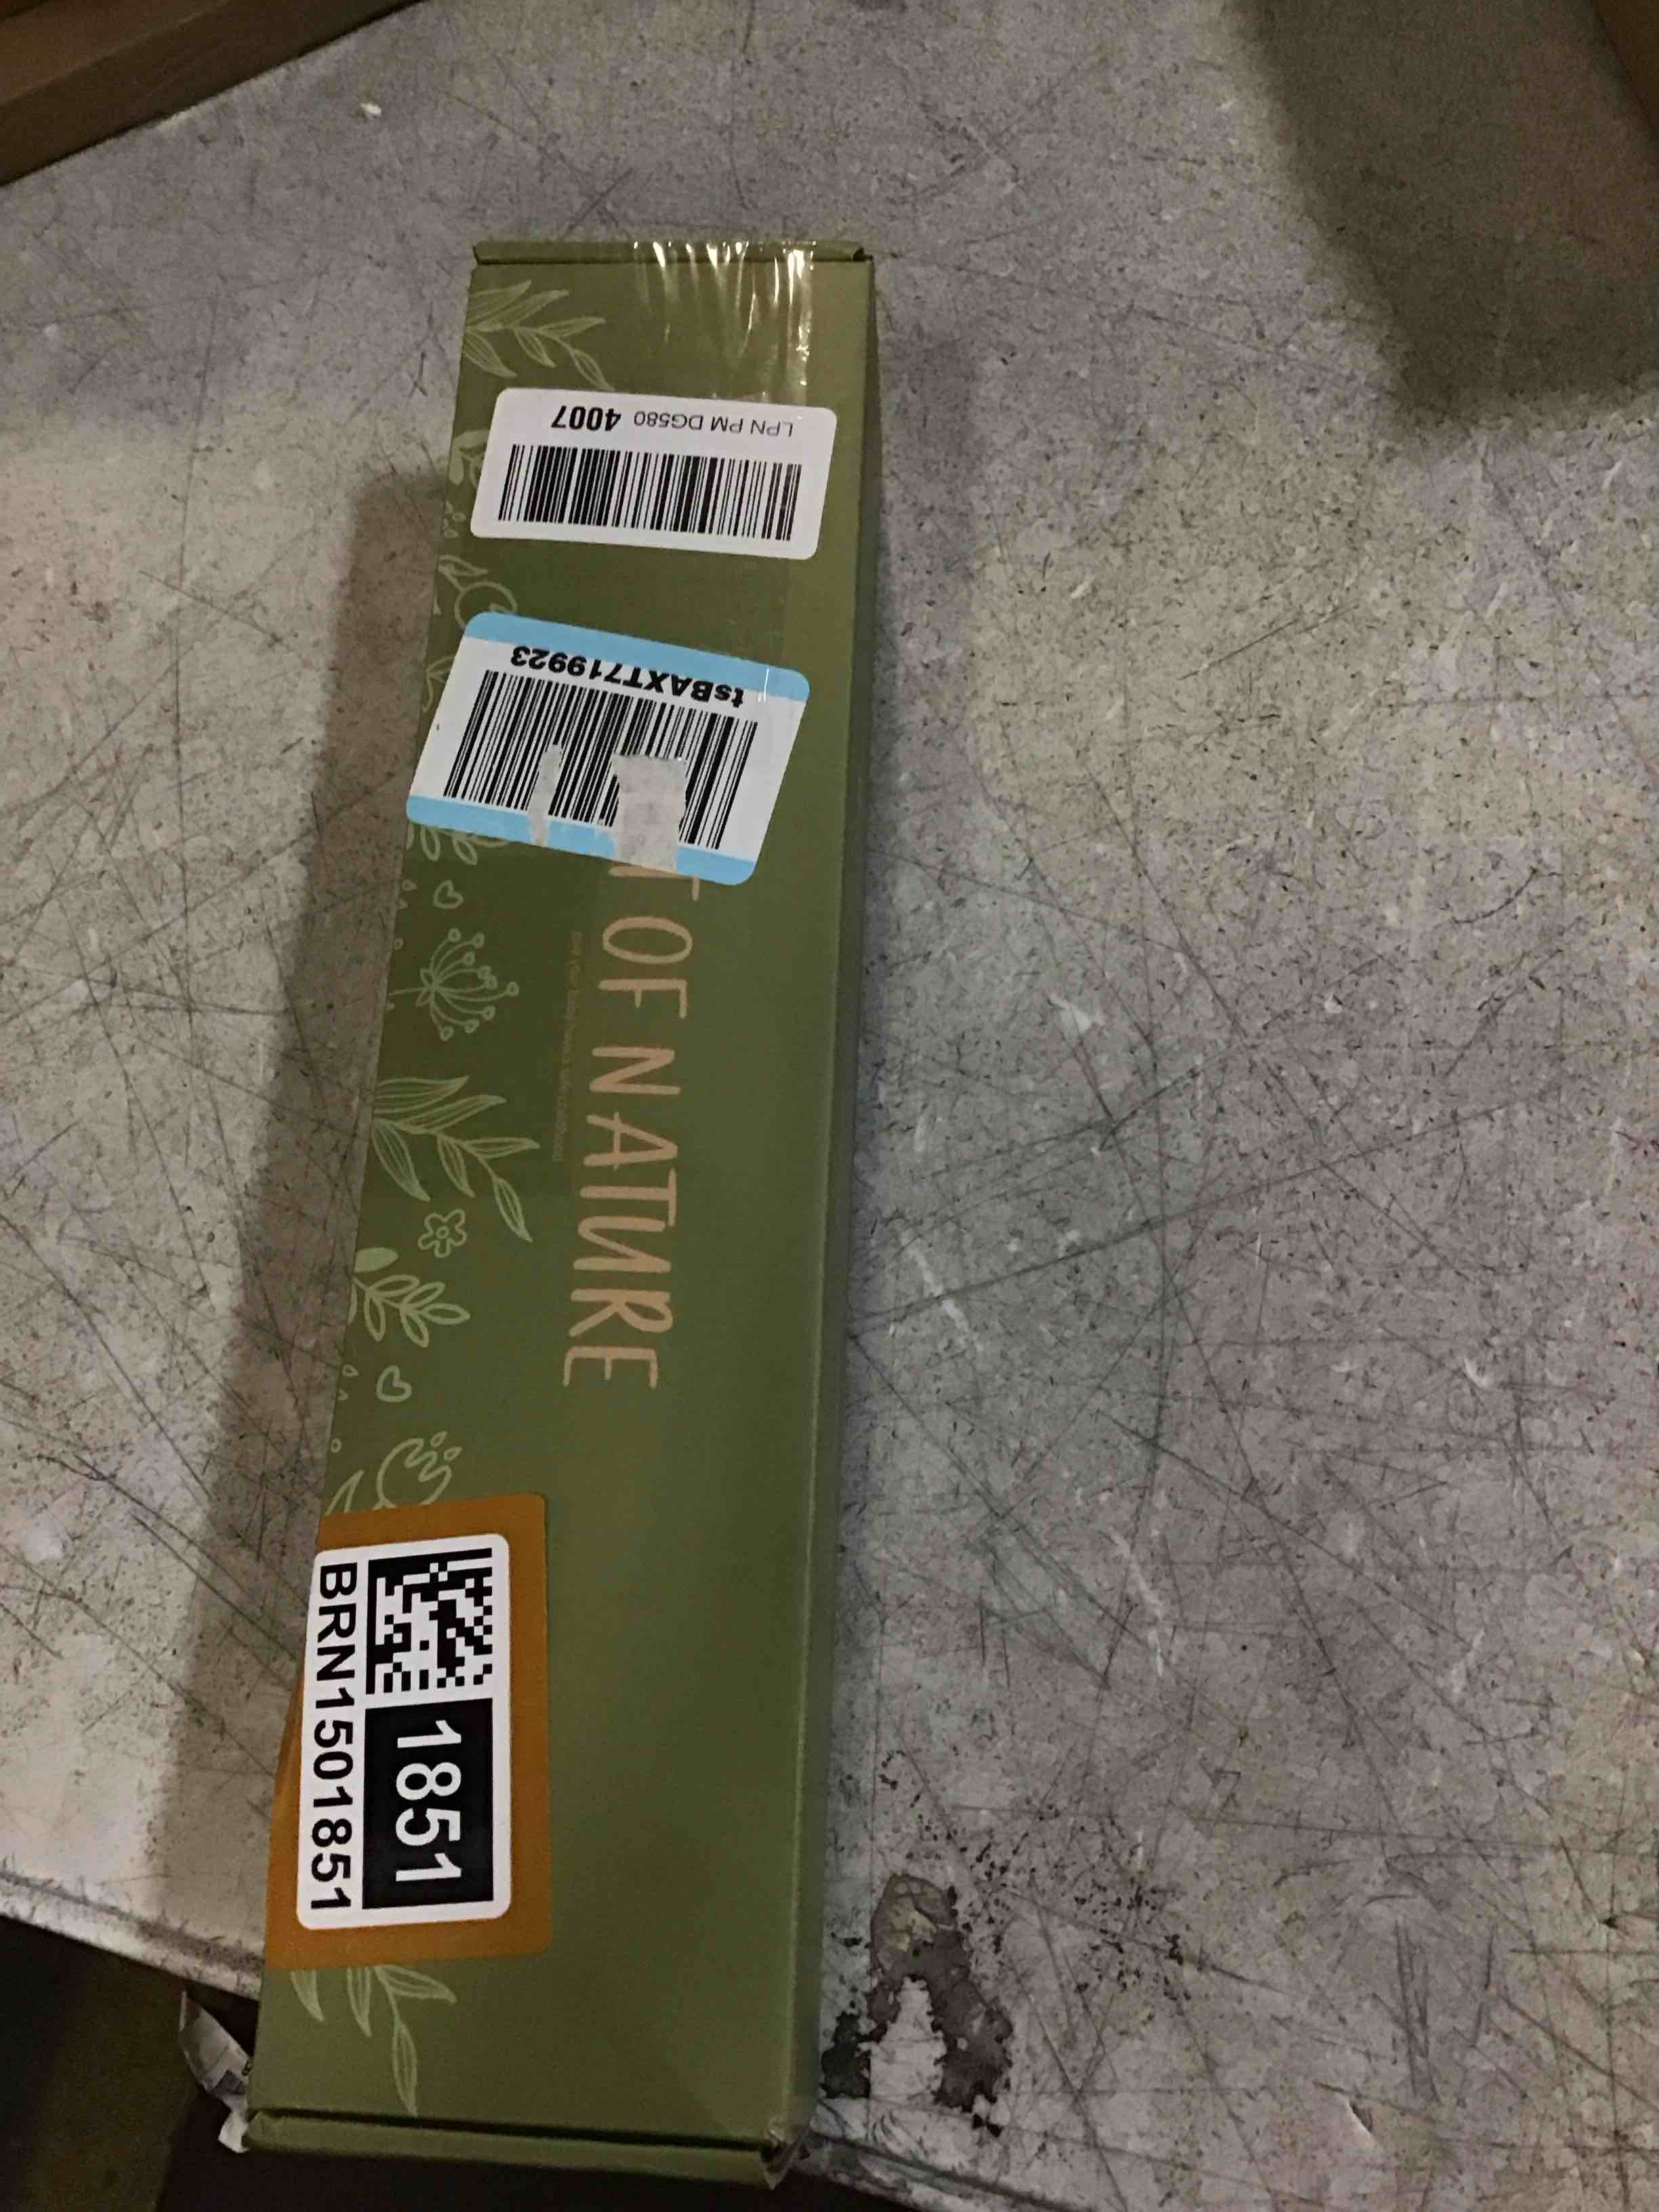 LPN PM DG580 4007
tsBAXT719923
T OF NATURE
BRN1501851
1851